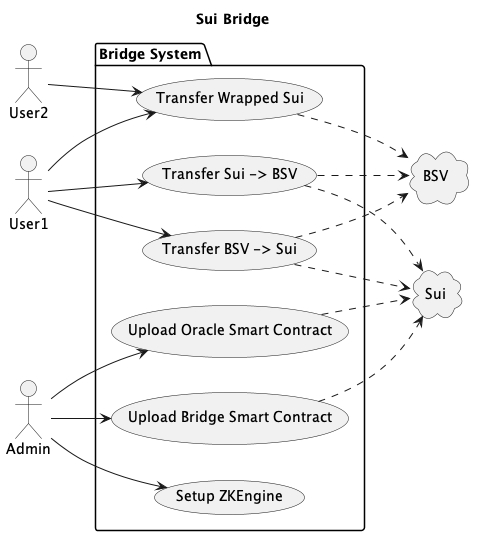 Sui Bridge
Bridge System
User2
Transfer Wrapped Sui
User1
Transfer Sui -> BSV
BSV
Transfer BSV -> Sui
Sui
Upload Oracle Smart Contract
Admin
Upload Bridge Smart Contract
Setup ZKEngine